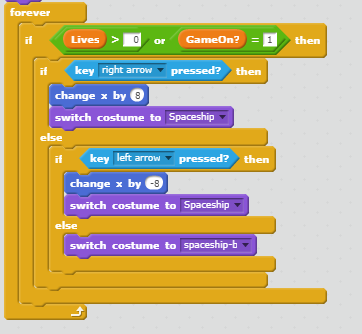 forever
if Lives > 0 or GameOn? = 1 then
if key right arrow pressed? then
change x by 8
switch costume to Spaceship
else
if key left arrow pressed? then
change x by -8
switch costume to Spaceship
else
switch costume to spaceship-b